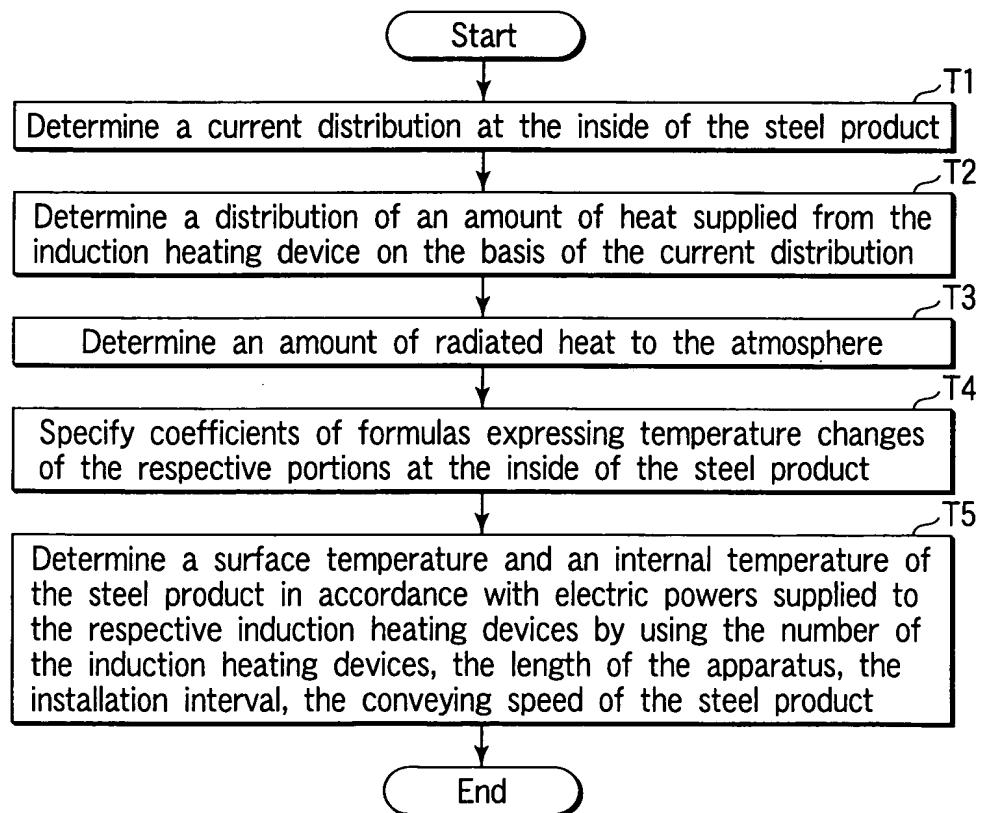 Start
T1
Determine a current distribution at the inside of the steel product
T2
Determine a distribution of an amount of heat supplied from the
induction heating device on the basis of the current distribution
T3
Determine an amount of radiated heat to the atmosphere
T4
Specify coefficients of formulas expressing temperature changes
of the respective portions at the inside of the steel product
T5
Determine a surface temperature and an internal temperature of
the steel product in accordance with electric powers supplied to
the respective induction heating devices by using the number of
the induction heating devices, the length of the apparatus, the
installation interval, the conveying speed of the steel product
End